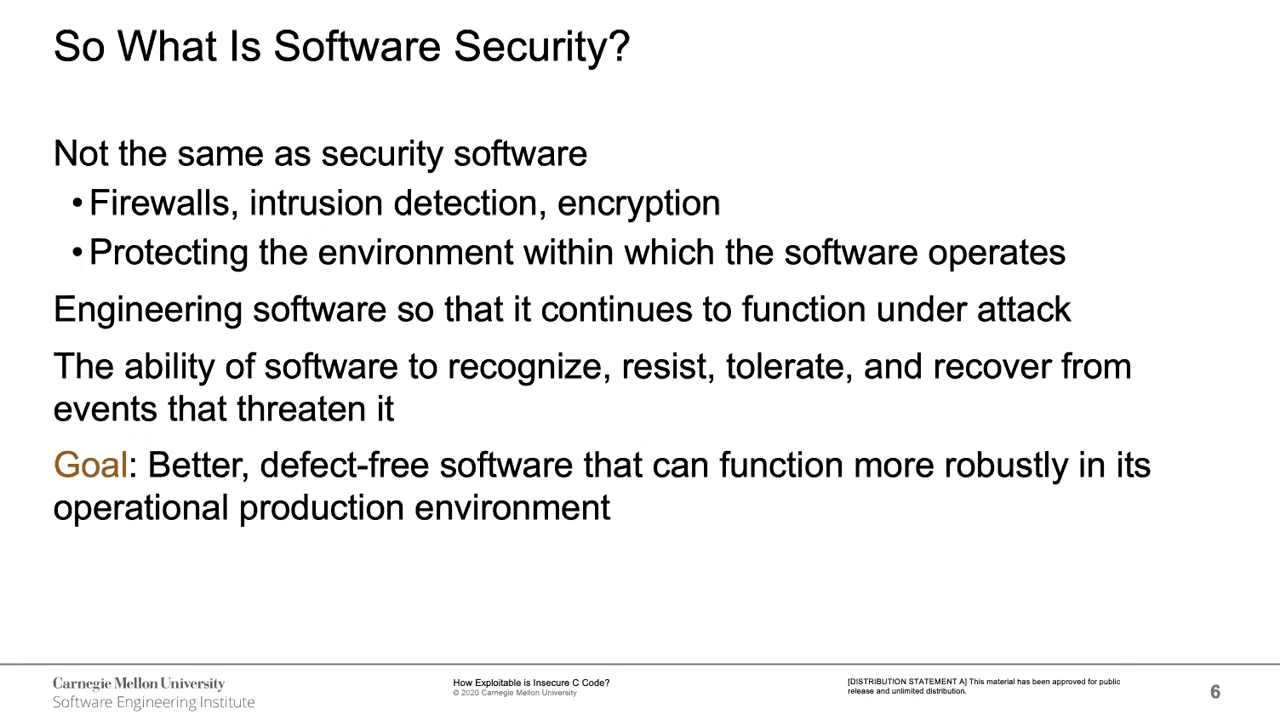 So What Is Software Security?
Not the same as security software
• Firewalls, intrusion detection, encryption
• Protecting the environment within which the software operates
Engineering software so that it continues to function under attack
The ability of software to recognize, resist, tolerate, and recover from
events that threaten it
Goal: Better, defect-free software that can function more robustly in its
operational production environment
Carnegie Mellon University
Software Engineering Institute
How Exploitable is Insecure C Code?
© 2020 Carnegie Mellon University
[DISTRIBUTION STATEMENT A] This material has been approved for public
release and unlimited distribution.
6